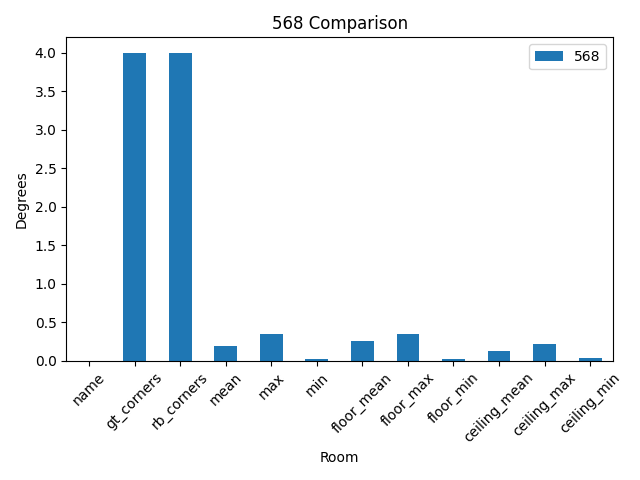 568 Comparison
568
Degrees
4.0
3.5
3.0
2.5
2.0
1.5
1.0
0.5
0.0
name
gt_corners
rb_corners
mean
max
min
floor_mean
floor_max
floor_min
ceiling_mean
ceiling_max
ceiling_min
Room